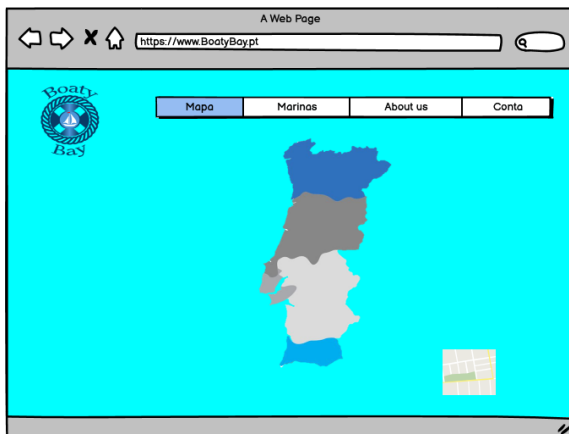 A Web Page
https://www.BoatyBay.pt
Boaty
Bay
Mapa Marinas About us Conta